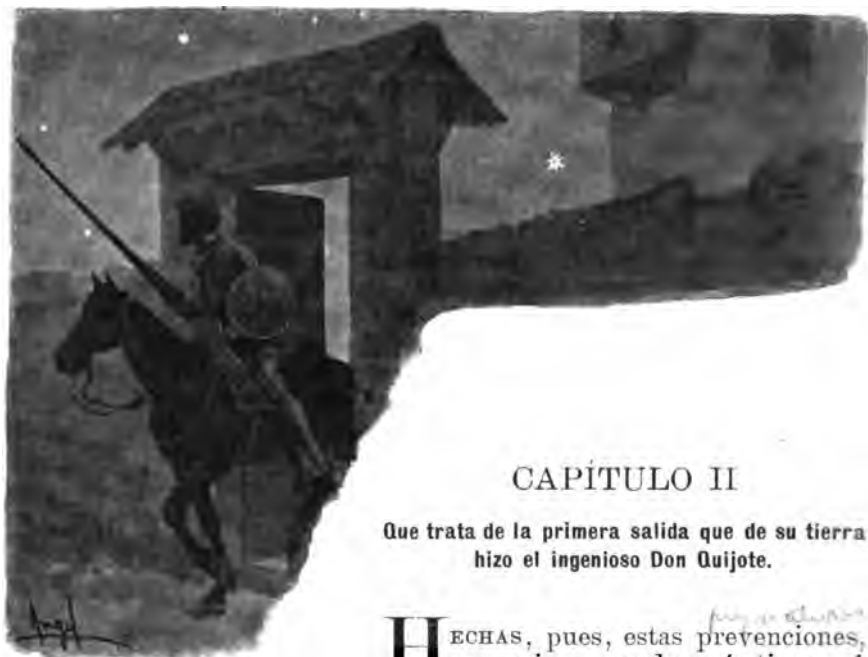 CAPÍTULO II
Que trata de la primera salida que de su tierra
hizo el ingenioso Don Quijote.
HECHAS, pues, estas prevenciones,
Angel